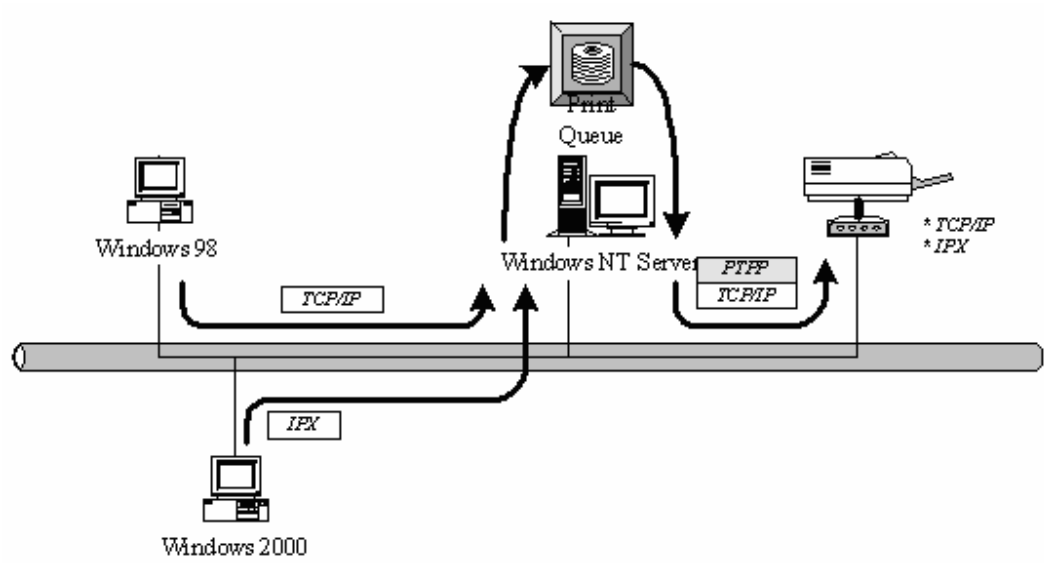 Print
Queue
Windows 98
Windows NT Server
* TCP/IP
* IPX
PTPP
TCP/IP
TCP/IP
IPX
Windows 2000